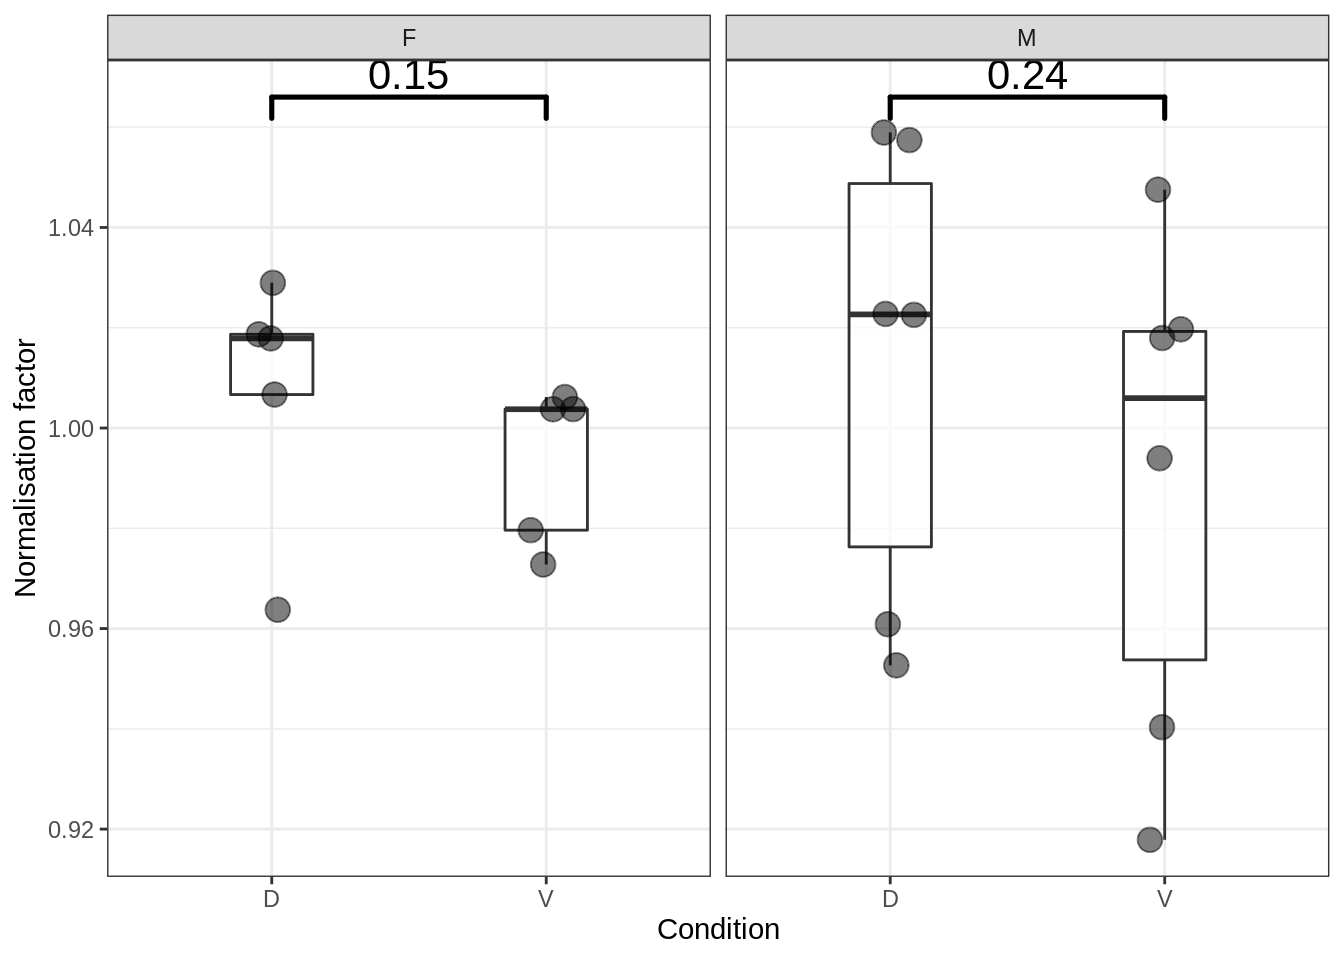 F
M
0.15
0.24
1.04
1.00
0.96
0.92
Normalisation factor
D
V
D
V
Condition